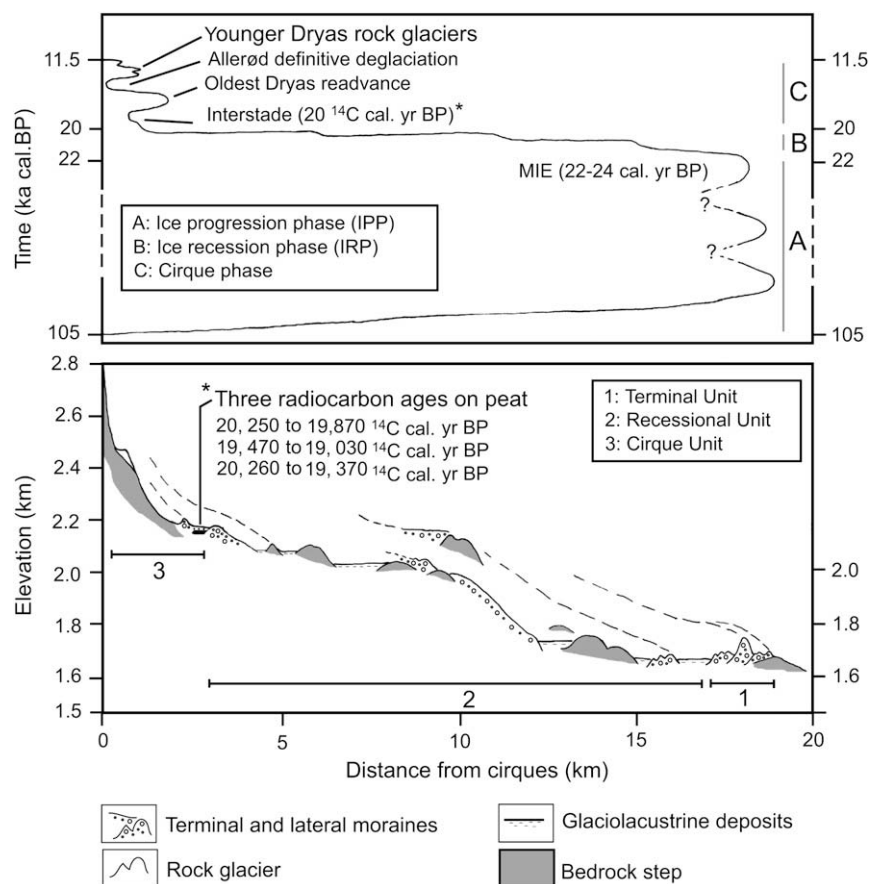 Younger Dryas rock glaciers
Allerød definitive deglaciation
Oldest Dryas readvance
Interstade (20 ¹⁴C cal. yr BP)*
MIE (22-24 cal. yr BP)
?
?
A: Ice progression phase (IPP)
B: Ice recession phase (IRP)
C: Cirque phase
C
B
A
Time (ka cal.BP)
11.5
20
22
105
11.5
20
22
105
* Three radiocarbon ages on peat
20, 250 to 19,870 ¹⁴C cal. yr BP
19,470 to 19,030 ¹⁴C cal. yr BP
20,260 to 19, 370 ¹⁴C cal. yr BP
1: Terminal Unit
2: Recessional Unit
3: Cirque Unit
Elevation (km)
2.8
2.6
2.4
2.2
2.0
1.8
1.6
1.5
2.0
1.8
1.6
3
2
1
0
5
10
15
20
Distance from cirques (km)
Terminal and lateral moraines
Glaciolacustrine deposits
Rock glacier
Bedrock step